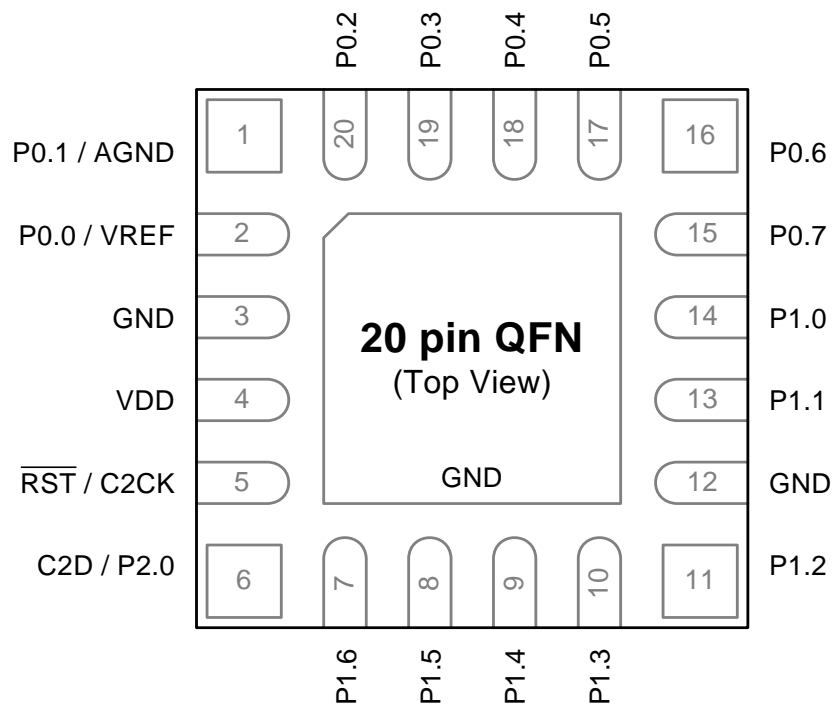 P0.2 P0.3 P0.4 P0.5
1 20 19 18 17 16
P0.1 / AGND P0.6
P0.0 / VREF 2 15 P0.7
GND 3 14 P1.0
20 pin QFN
(Top View)
VDD 4 13 P1.1
RST / C2CK 5 GND 12 GND
C2D / P2.0 P1.2
6 7 8 9 10 11
P1.6 P1.5 P1.4 P1.3